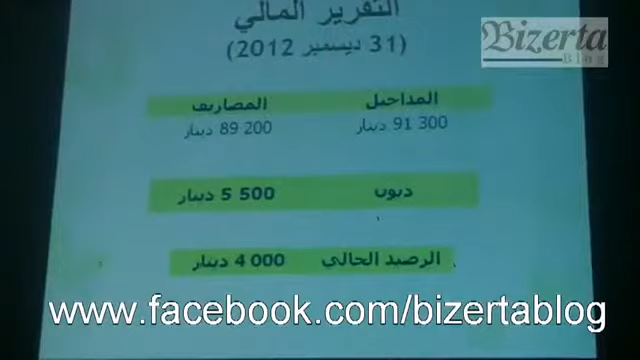 التقرير المالي
(31 ديسمبر 2012)
Bizerta
Blog
المداخيل المصاريف
91 300 دينار 89 200 دينار
ديون 5 500 دينار
الرصيد الحالي 4 000 دينار
www.facebook.com/bizertablog